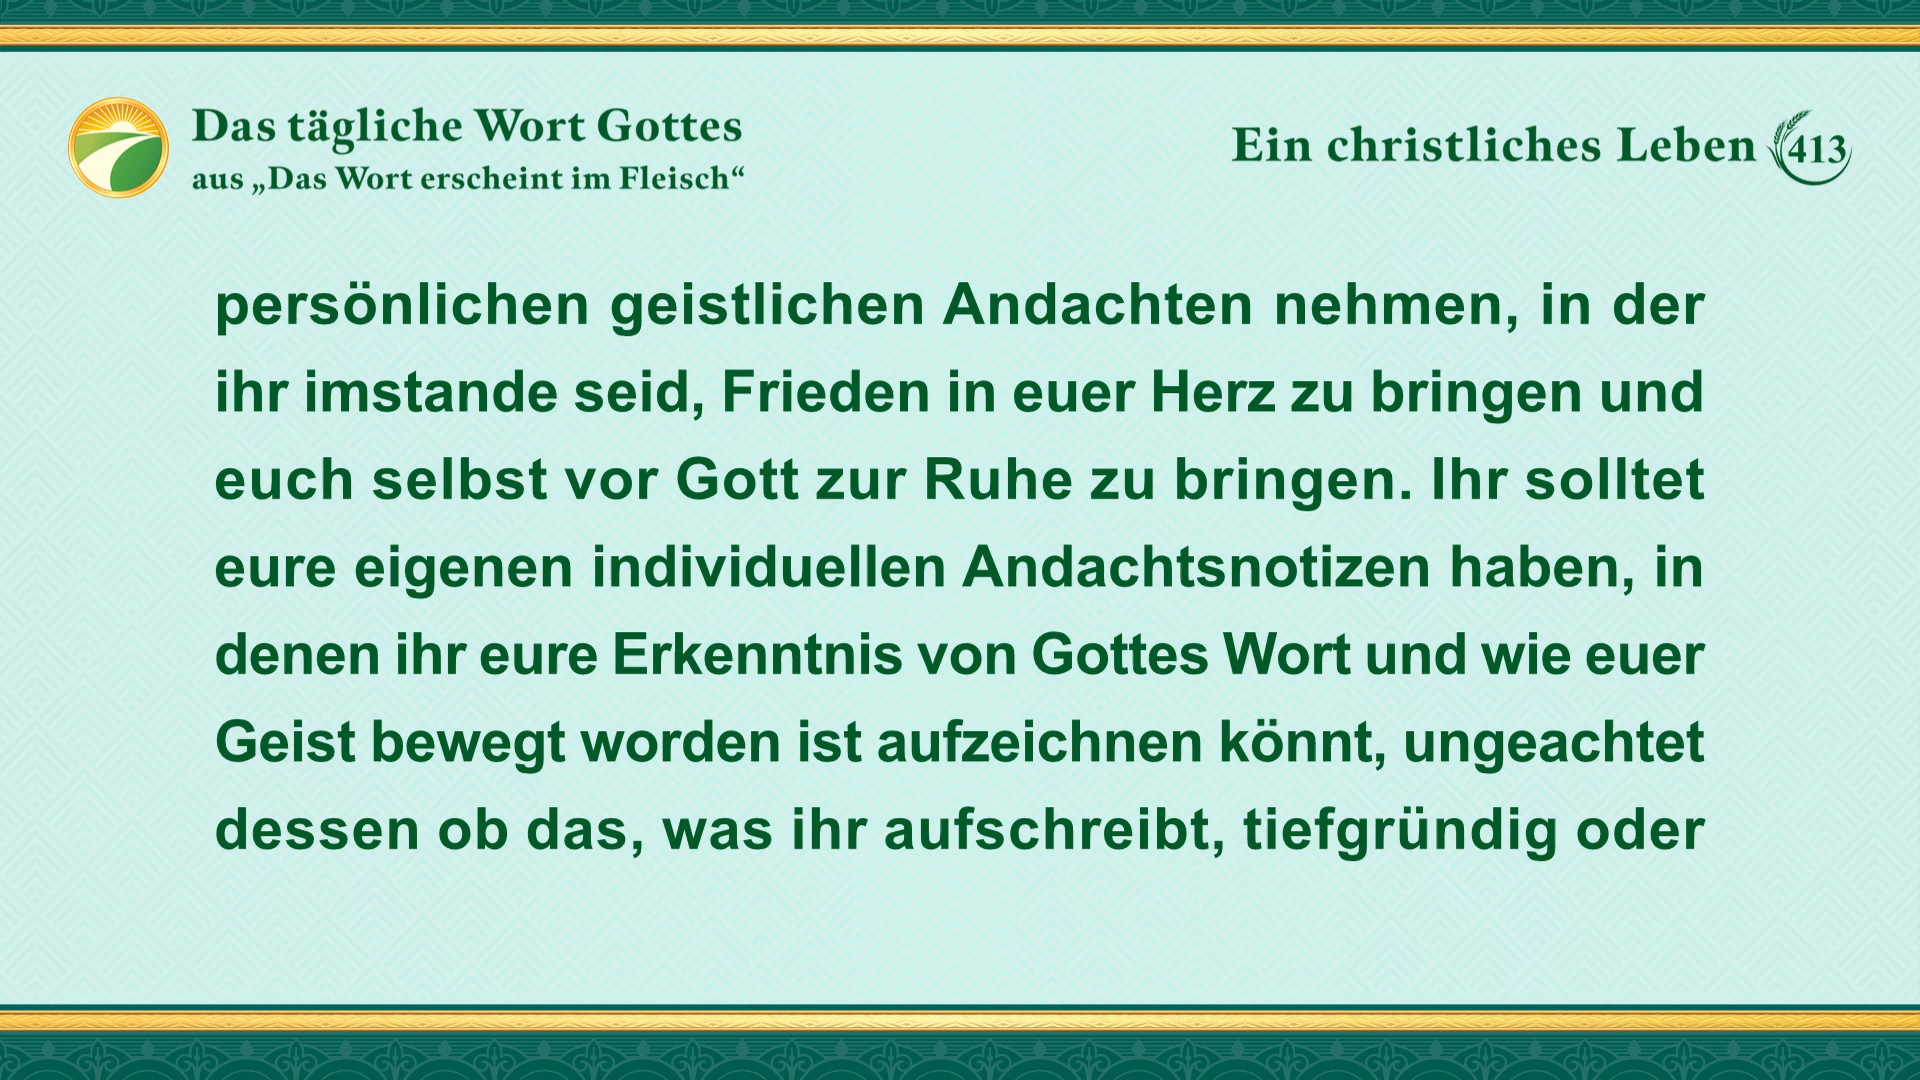 Das tägliche Wort Gottes
aus „Das Wort erscheint im Fleisch“
Ein christliches Leben 413
persönlichen geistlichen Andachten nehmen, in der
ihr imstande seid, Frieden in euer Herz zu bringen und
euch selbst vor Gott zur Ruhe zu bringen. Ihr solltet
eure eigenen individuellen Andachtsnotizen haben, in
denen ihr eure Erkenntnis von Gottes Wort und wie euer
Geist bewegt worden ist aufzeichnen könnt, ungeachtet
dessen ob das, was ihr aufschreibt, tiefgründig oder